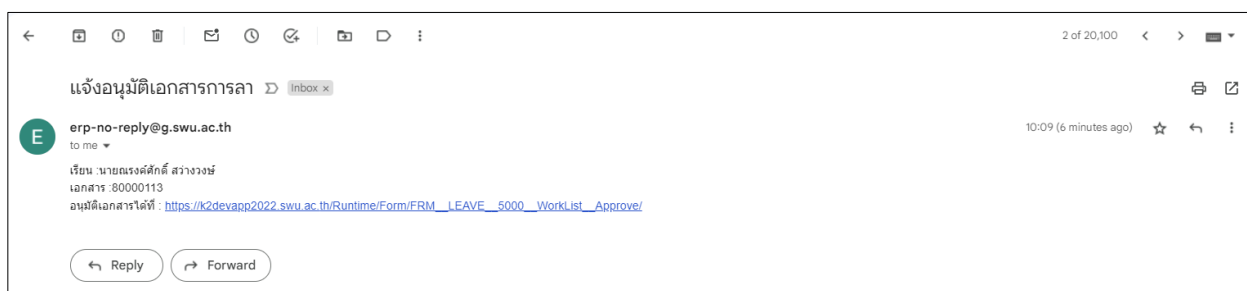 2 of 20,100
แจ้งอนุมัติเอกสารการลา Inbox ×
E
erp-no-reply@g.swu.ac.th
10:09 (6 minutes ago)
to me
เรียน :นายณรงค์ศักดิ์ สว่างวงษ์
เอกสาร :80000113
อนุมัติเอกสารได้ที่ : https://k2devapp2022.swu.ac.th/Runtime/Form/FRM__LEAVE__5000__WorkList__Approve/
Reply
Forward